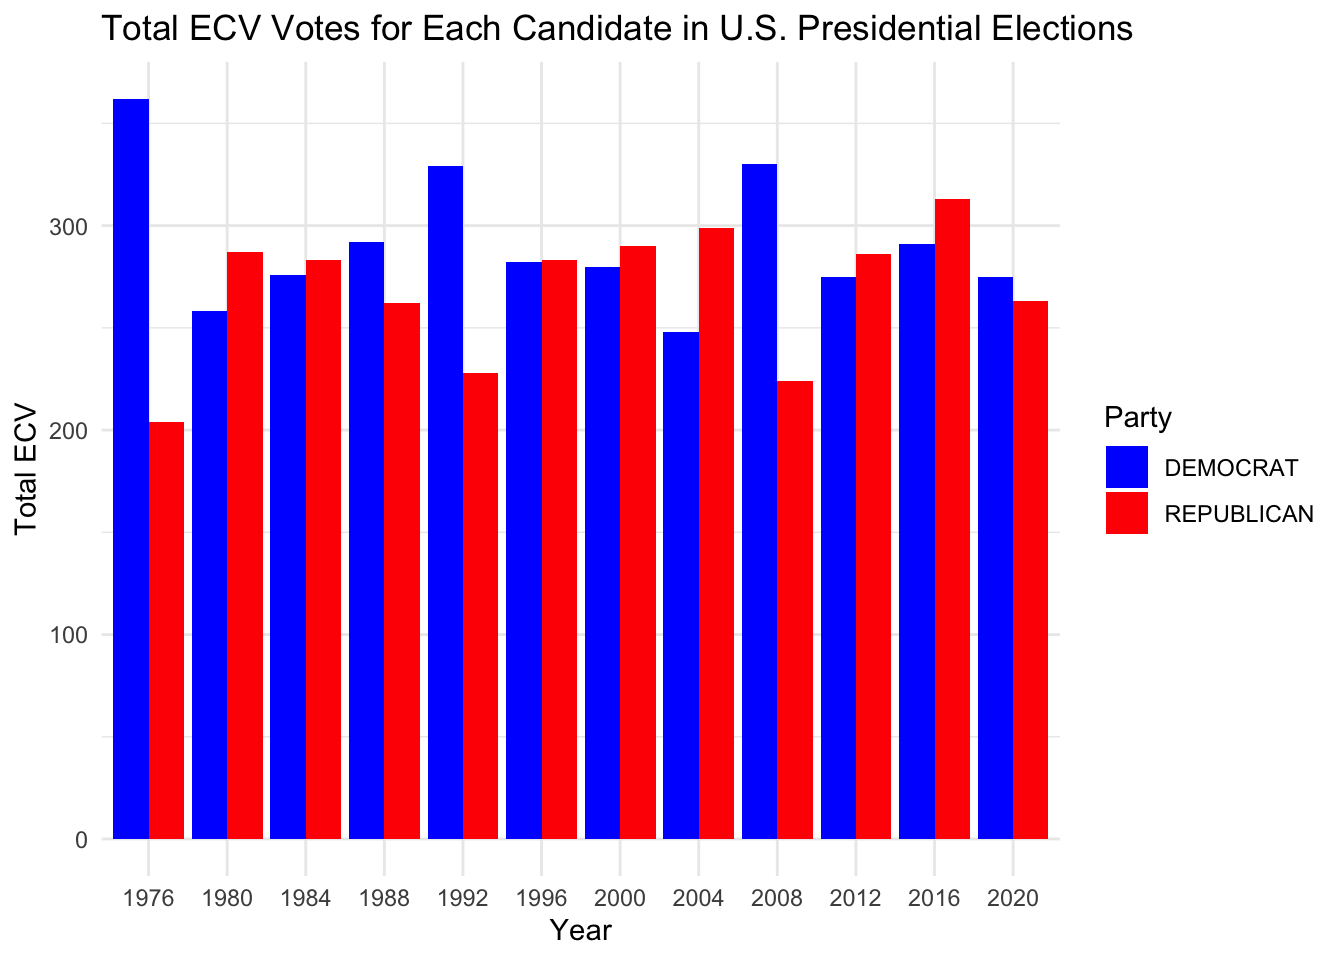 Total ECV Votes for Each Candidate in U.S. Presidential Elections
300
200
100
0
Total ECV
1976 1980 1984 1988 1992 1996 2000 2004 2008 2012 2016 2020
Year
Party
DEMOCRAT
REPUBLICAN